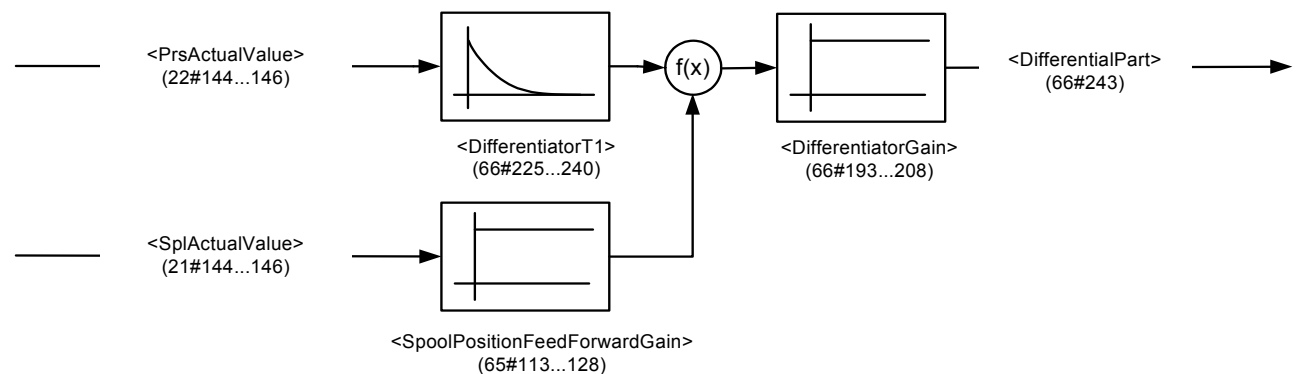 <PrsActualValue>
(22#144...146)
<DifferentiatorT1>
(66#225...240)
f(x)
<DifferentiatorGain>
(66#193...208)
<DifferentialPart>
(66#243)
<SplActualValue>
(21#144...146)
<SpoolPositionFeedForwardGain>
(65#113...128)